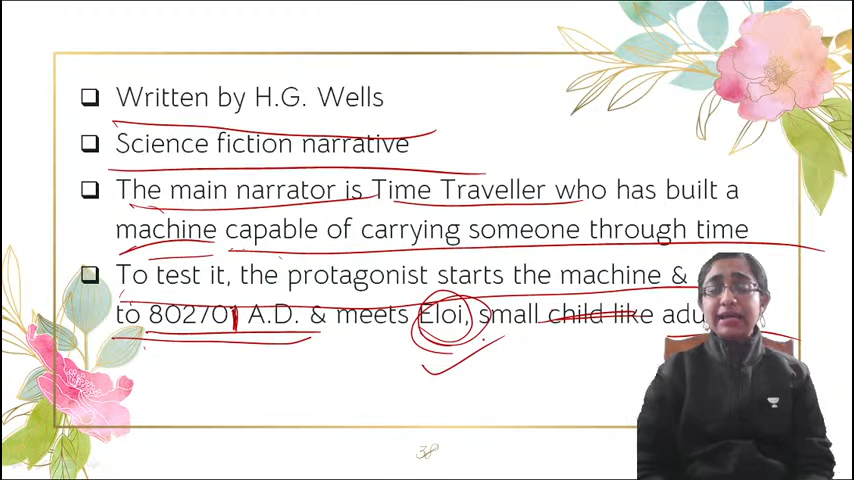 Written by H.G. Wells
Science fiction narrative
The main narrator is Time Traveller who has built a
machine capable of carrying someone through time
To test it, the protagonist starts the machine &
to 802701 A.D. & meets Eloi, small child like
38